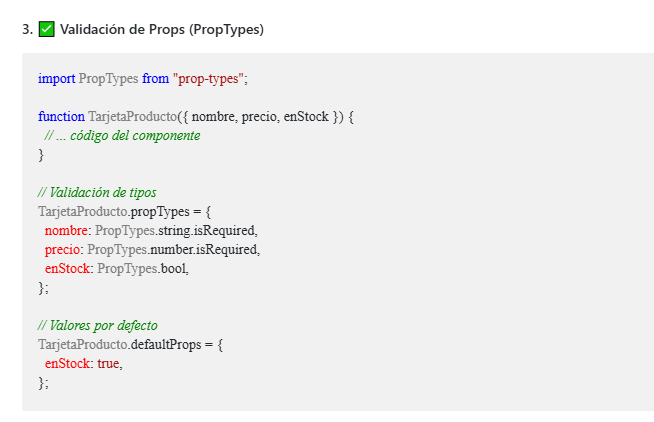 3. ✅ Validación de Props (PropTypes)
import PropTypes from "prop-types";
function TarjetaProducto({ nombre, precio, enStock }) {
// ... código del componente
}
// Validación de tipos
TarjetaProducto.propTypes = {
nombre: PropTypes.string.isRequired,
precio: PropTypes.number.isRequired,
enStock: PropTypes.bool,
};
// Valores por defecto
TarjetaProducto.defaultProps = {
enStock: true,
};